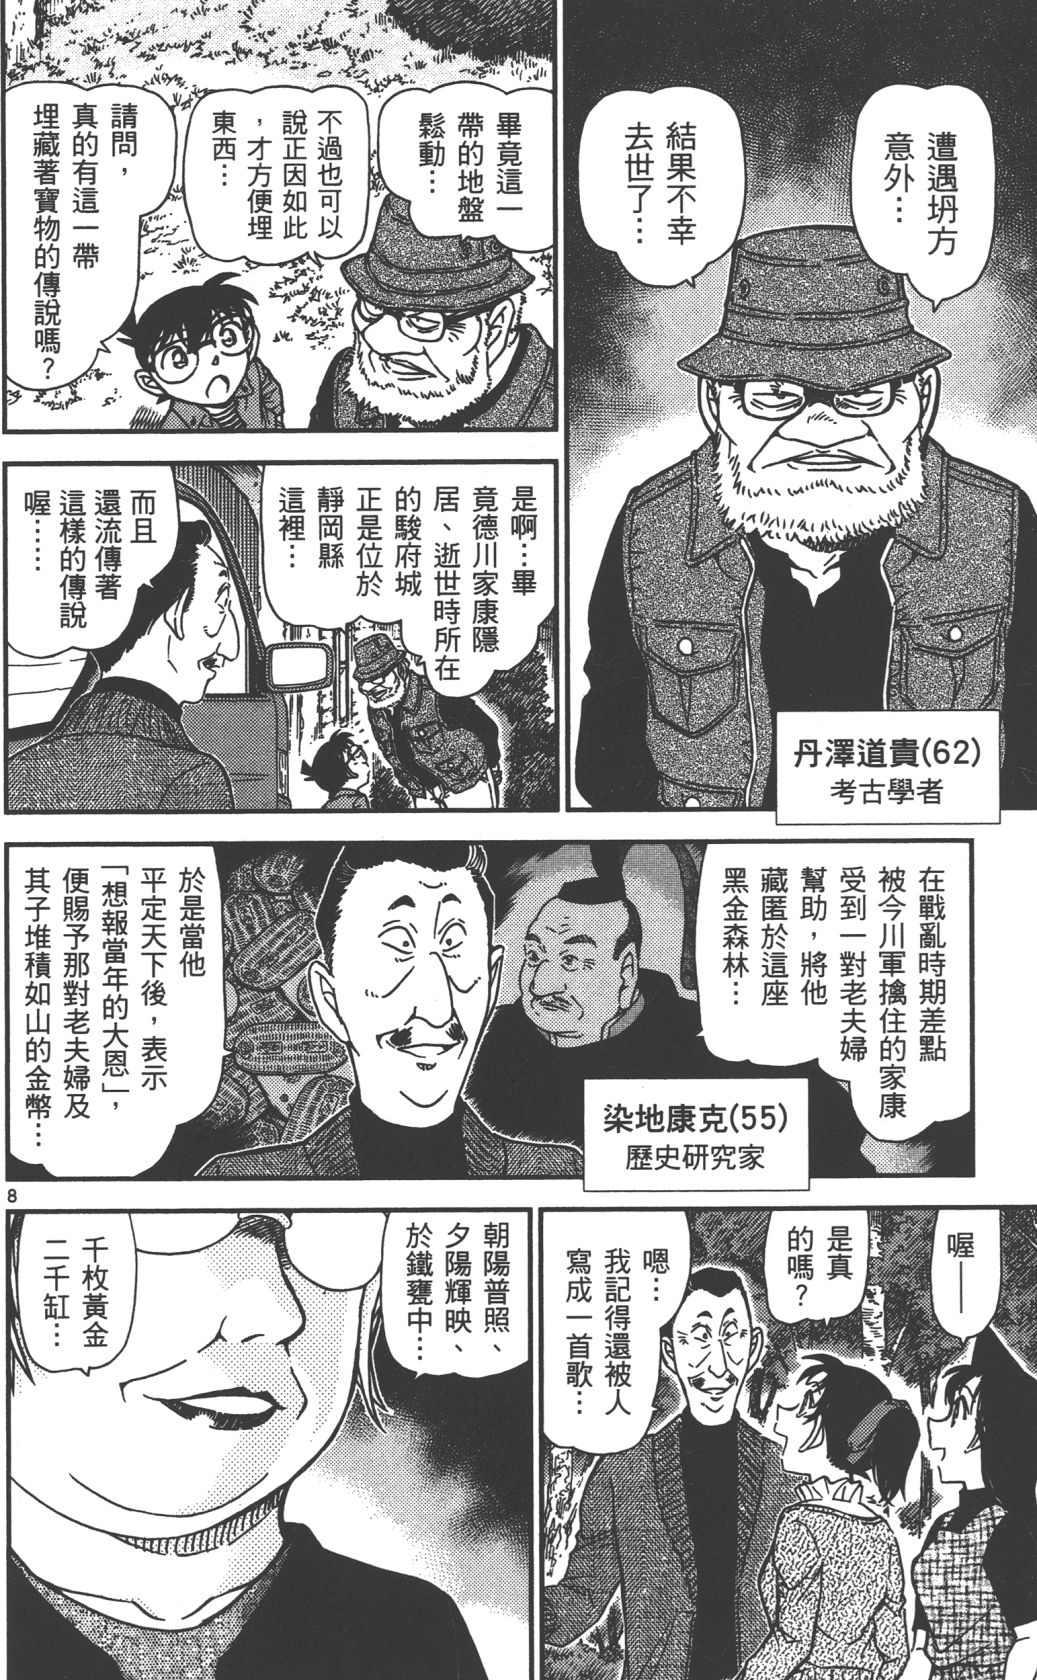 遭遇坍方
意外…
結果不幸
去世了…
丹澤道貴(62)
考古學者
畢竟這一
帶的地盤
鬆動…
不過也可以
說正因如此
，才方便埋
東西…
請問，
真的有這一帶
埋藏著寶物的傳說嗎？
是啊…畢
竟德川家康隱
居、逝世時所在
的駿府城
正是位於
靜岡縣
這裡…
而且
還流傳著
這樣的傳說
喔……
在戰亂時期差點
被今川軍擒住的家康
受到一對老夫婦
幫助，將他
藏匿於這座
黑金森林…
染地康克(55)
歷史研究家
於是當他
平定天下後，表示
「想報當年的大恩」，
便賜予那對老夫婦及
其子堆積如山的金幣…
8
喔——
是真
的嗎？
嗯…
我記得還被人
寫成一首歌…
朝陽普照、
夕陽輝映、
於鐵甕中…
千枚黃金
二千缸…